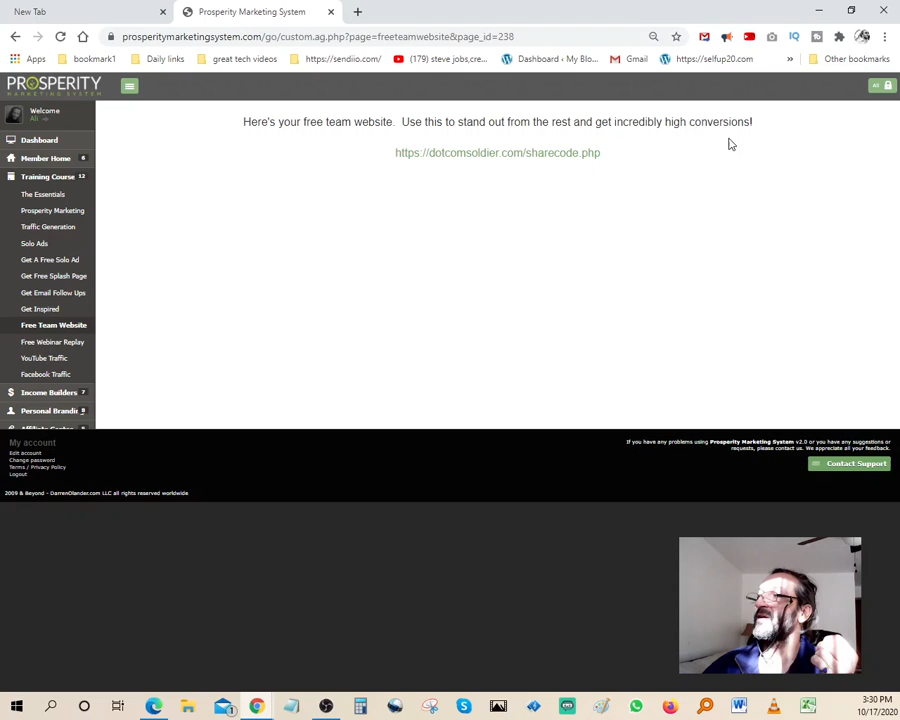 New Tab
Prosperity Marketing System
prosperitymarketingsystem.com/go/custom.ag.php?page=freeteamwebsite&page_id=238
Apps
bookmark1
Daily links
great tech videos
https://sendiio.com/
(179) steve jobs,cre...
Dashboard ‹ My Blo...
Gmail
https://selfup20.com
»
Other bookmarks
PROSPERITY
MARKETING SYSTEM
All
Welcome
Ali
Dashboard
Member Home 6
Training Course 12
The Essentials
Prosperity Marketing
Traffic Generation
Solo Ads
Get A Free Solo Ad
Get Free Splash Page
Get Email Follow Ups
Get Inspired
Free Team Website
Free Webinar Replay
YouTube Traffic
Facebook Traffic
Income Builders 7
Personal Brandin 8
Here's your free team website. Use this to stand out from the rest and get incredibly high conversions!
https://dotcomsoldier.com/sharecode.php
My account
Edit account
Change password
Terms / Privacy Policy
Logout
If you have any problems using Prosperity Marketing System v2.0 or you have any suggestions or
requests, please contact us. We appreciate all your feedback.
Contact Support
2009 & Beyond - DarrenOlander.com LLC all rights reserved worldwide
3:30 PM
10/17/2020